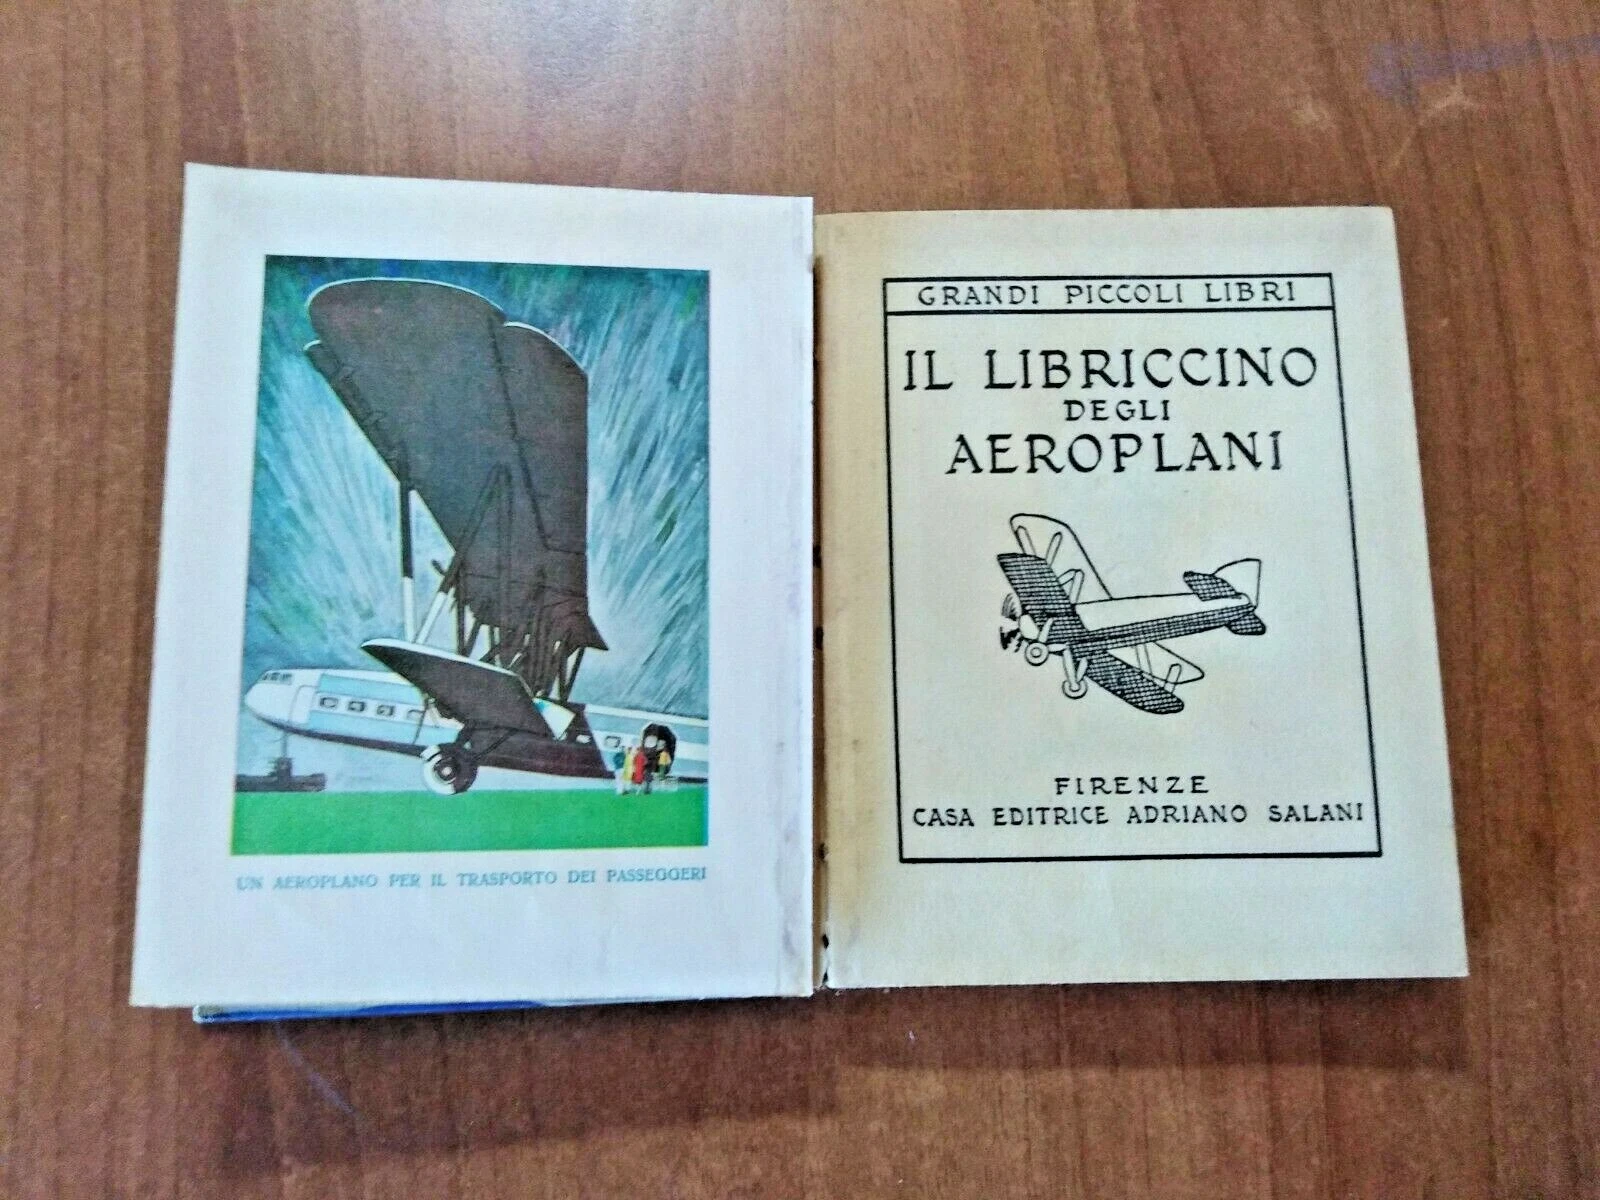 UN AEROPLANO PER IL TRASPORTO DEI PASSEGGERI
GRANDI PICCOLI LIBRI
IL LIBRICCINO
DEGLI
AEROPLANI
FIRENZE
CASA EDITRICE ADRIANO SALANI